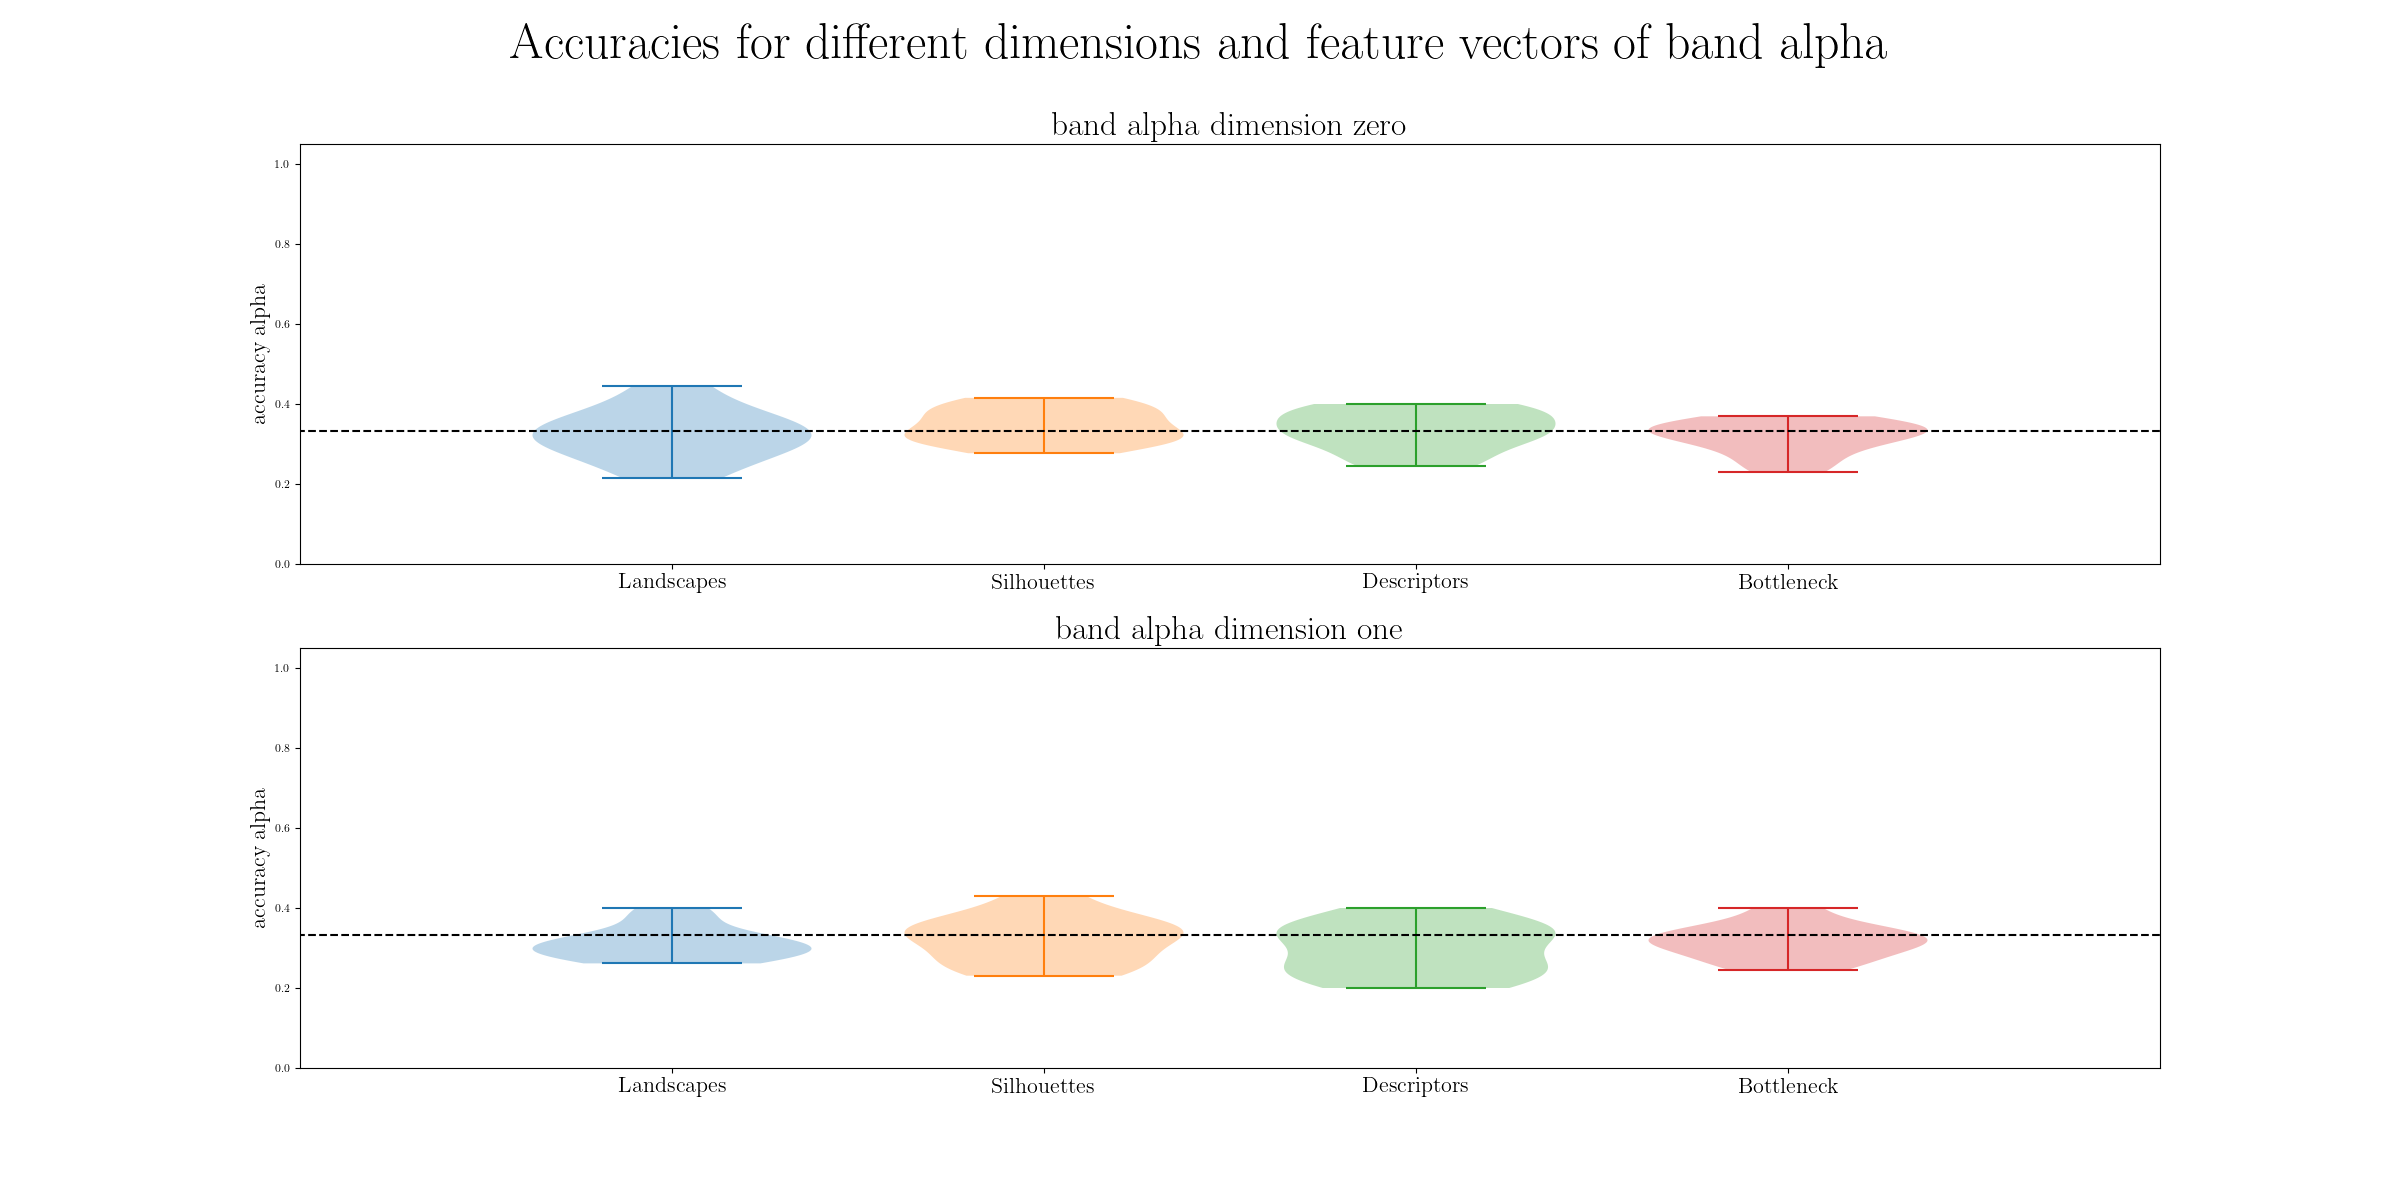 Accuracies for different dimensions and feature vectors of band alpha
band alpha dimension zero
accuracy alpha
1.0
0.8
0.6
0.4
0.2
0.0
Landscapes Silhouettes Descriptors Bottleneck
band alpha dimension one
accuracy alpha
1.0
0.8
0.6
0.4
0.2
0.0
Landscapes Silhouettes Descriptors Bottleneck